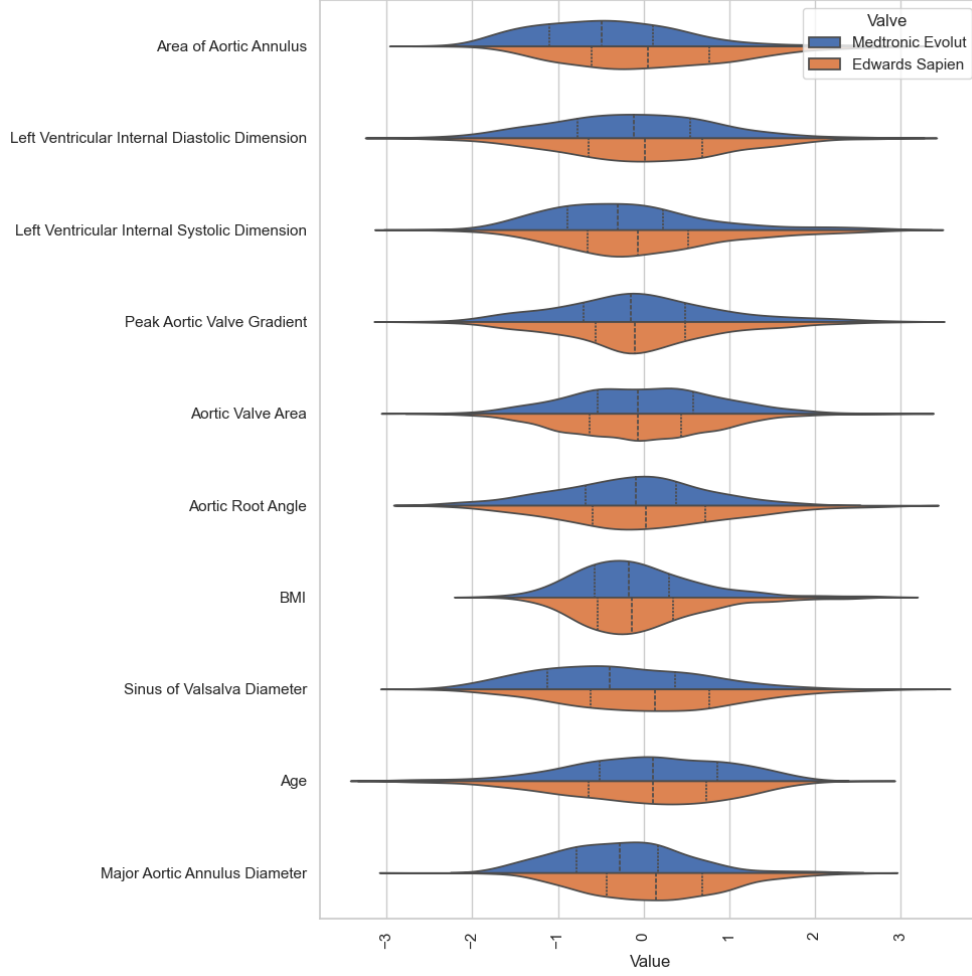 Valve
Medtronic Evolut
Edwards Sapien
Area of Aortic Annulus
Left Ventricular Internal Diastolic Dimension
Left Ventricular Internal Systolic Dimension
Peak Aortic Valve Gradient
Aortic Valve Area
Aortic Root Angle
BMI
Sinus of Valsalva Diameter
Age
Major Aortic Annulus Diameter
−3 −2 −1 0 1 2 3
Value